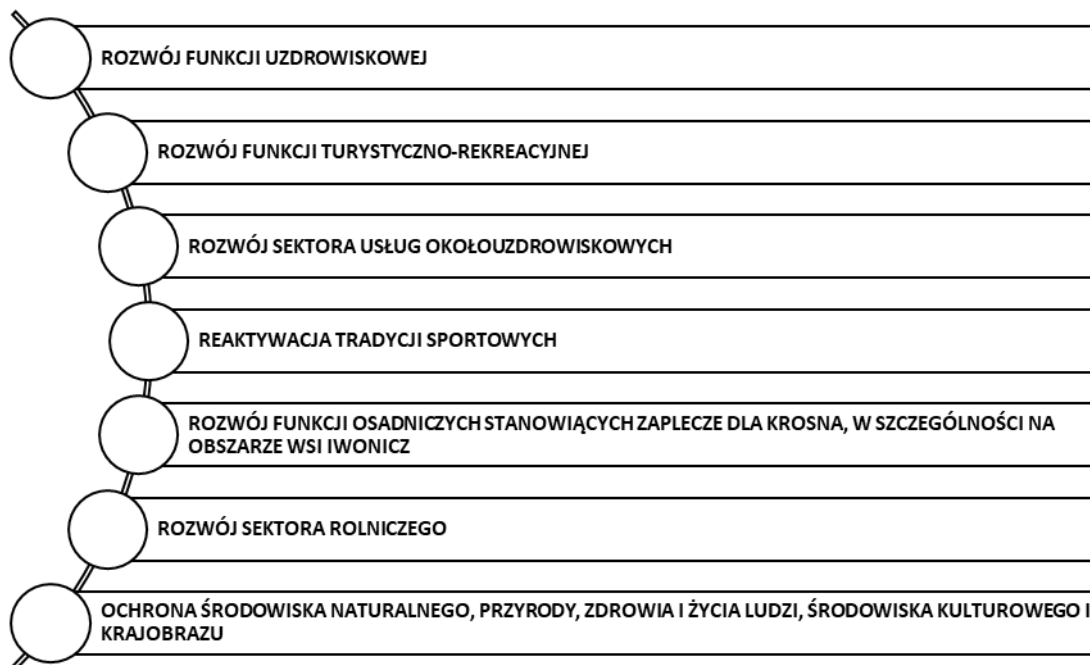 ROZWÓJ FUNKCJI UZDROWISKOWEJ
ROZWÓJ FUNKCJI TURYSTYCZNO-REKREACYJNEJ
ROZWÓJ SEKTORA USŁUG OKOŁOUZDROWISKOWYCH
REAKTYWACJA TRADYCJI SPORTOWYCH
ROZWÓJ FUNKCJI OSADNICZYCH STANOWIĄCYCH ZAPLECZE DLA KROSNA, W SZCZEGÓLNOŚCI NA
OBSZARZE WSI IWONICZ
ROZWÓJ SEKTORA ROLNICZEGO
OCHRONA ŚRODOWISKA NATURALNEGO, PRZYRODY, ZDROWIA I ŻYCIA LUDZI, ŚRODOWISKA KULTUROWEGO I
KRAJOBRAZU